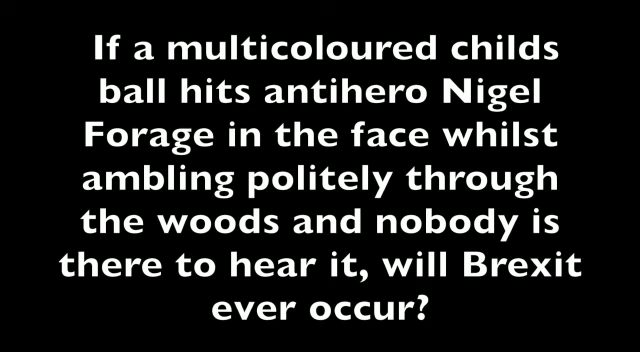 If a multicoloured childs
ball hits antihero Nigel
Forage in the face whilst
ambling politely through
the woods and nobody is
there to hear it, will Brexit
ever occur?